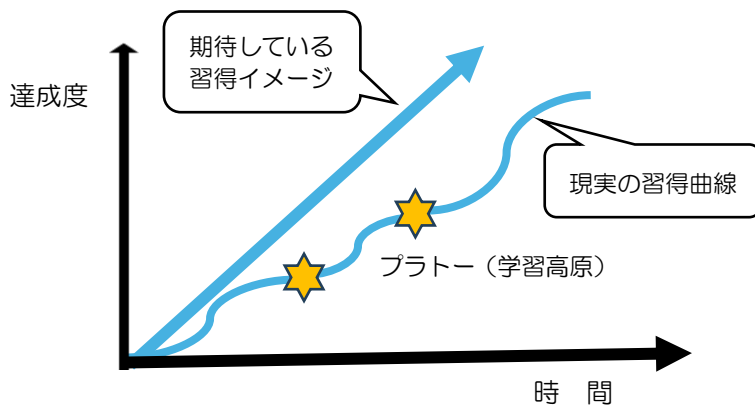 期待している
習得イメージ
達成度
現実の習得曲線
プラトー（学習高原）
時　間